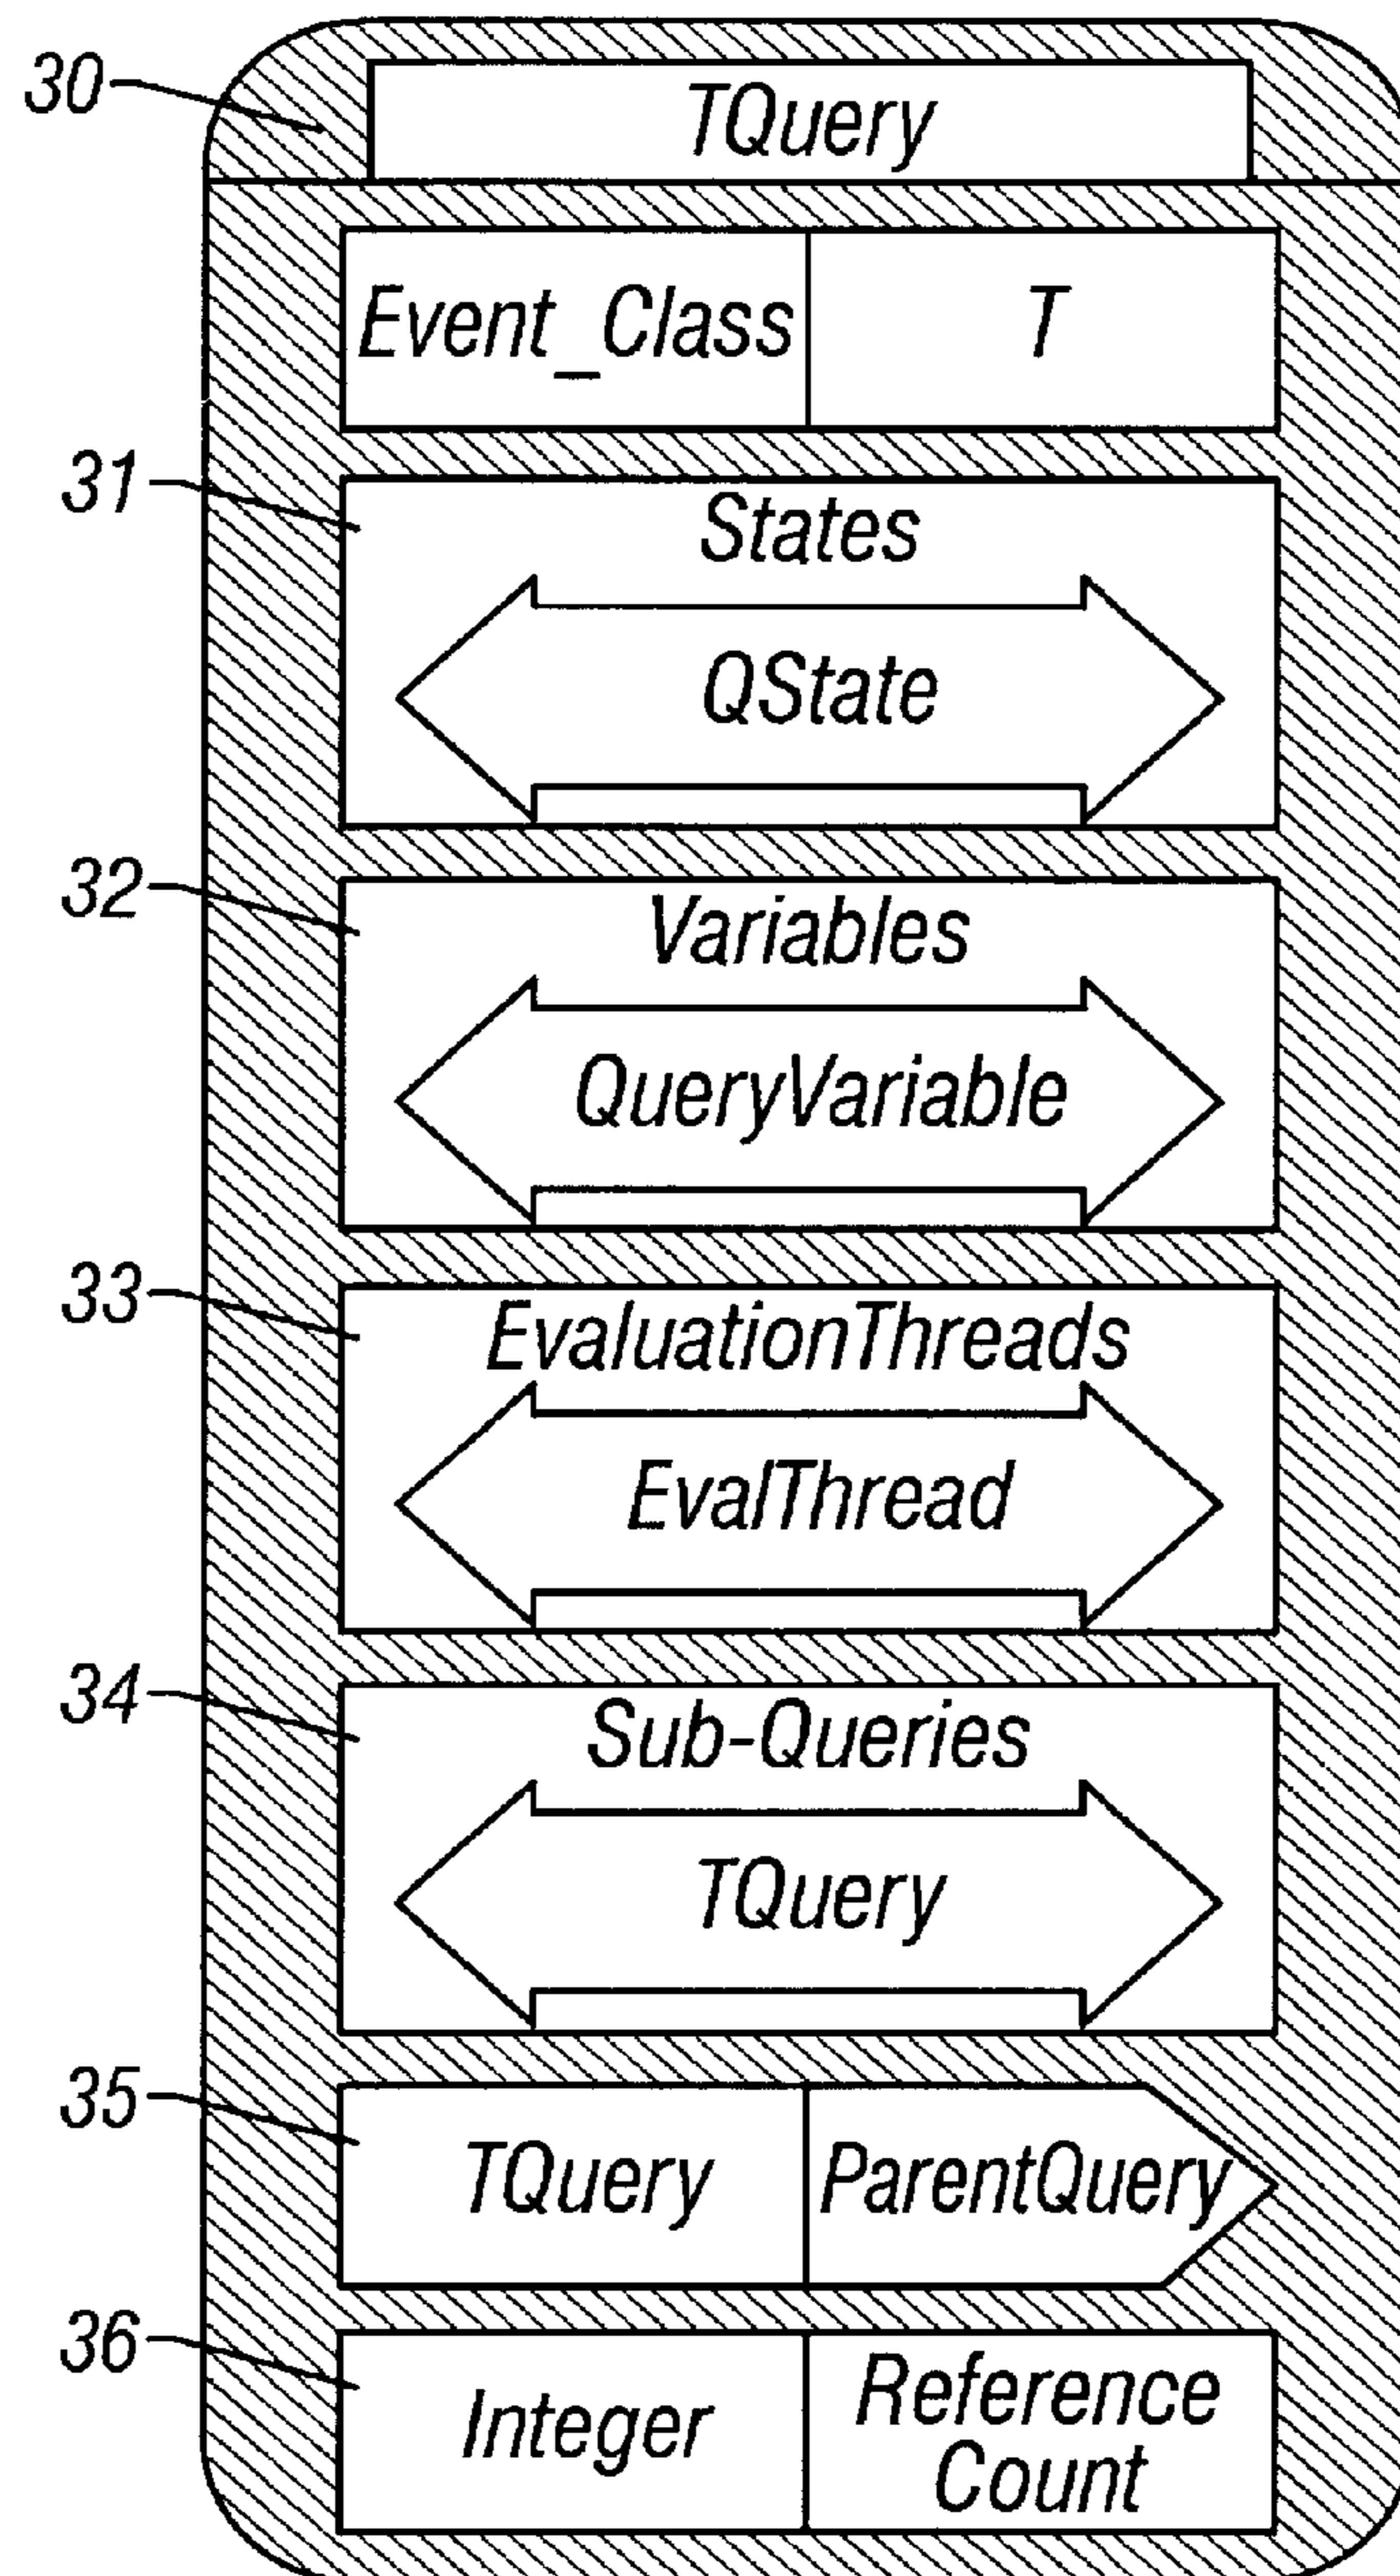 30
TQuery
Event_Class T
31
States
QState
32
Variables
QueryVariable
33
EvaluationThreads
EvalThread
34
Sub-Queries
TQuery
35
TQuery ParentQuery
36
Integer Reference
Count